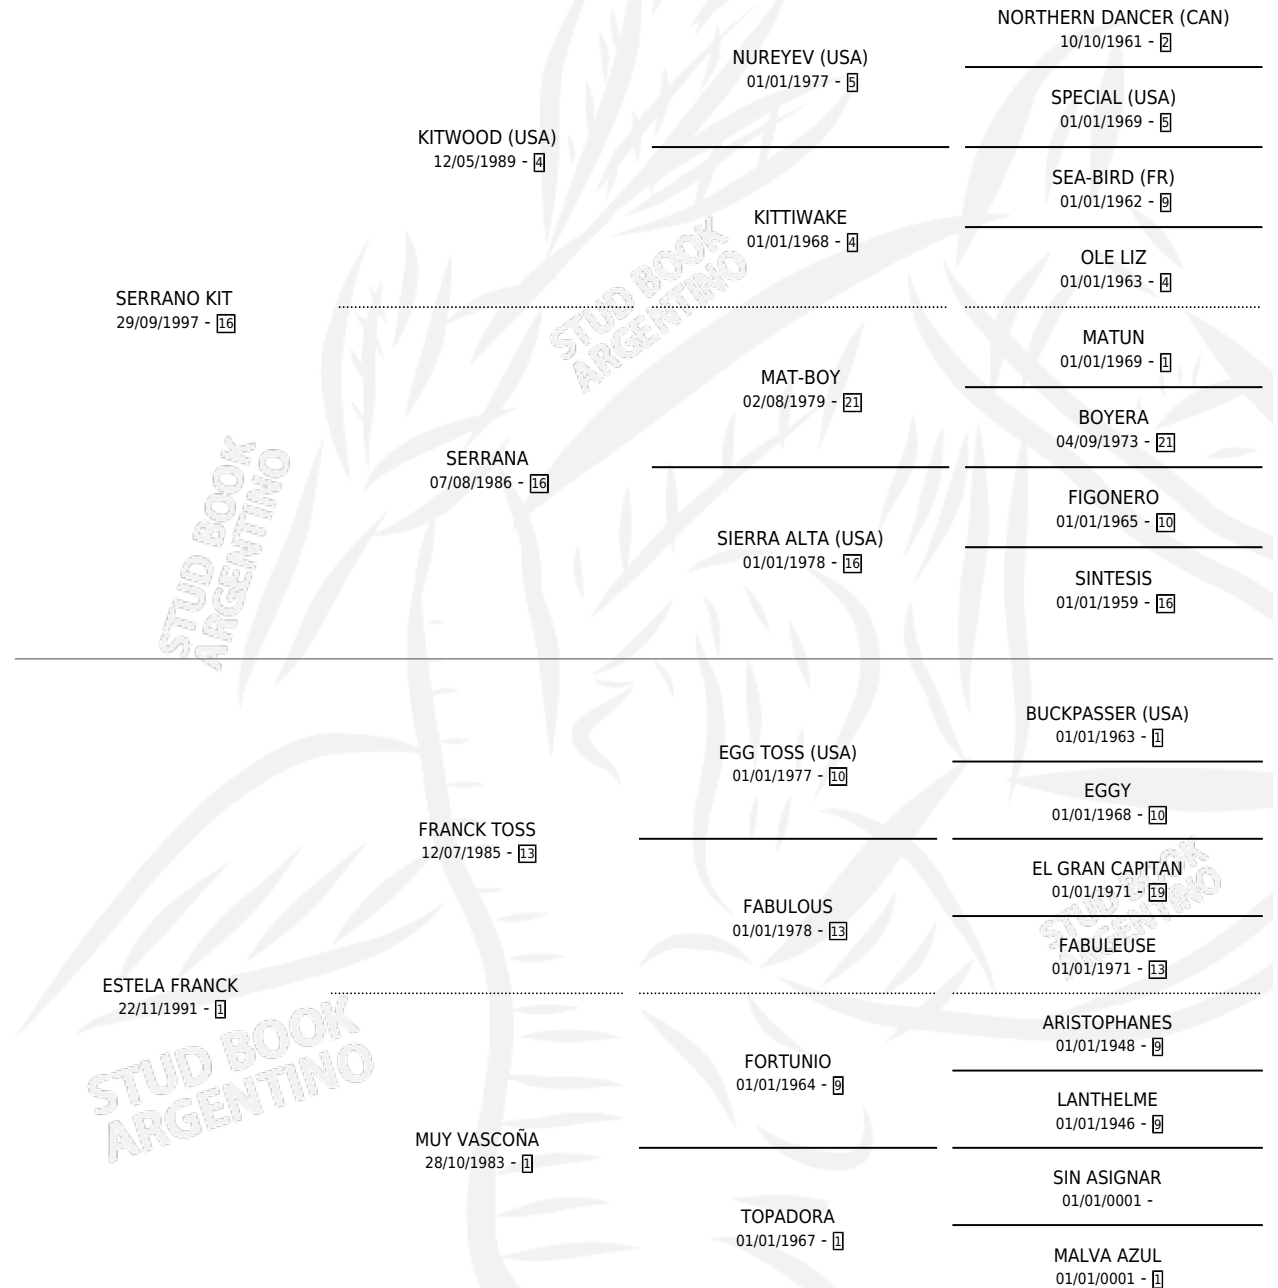 NORTHERN DANCER (CAN)
10/10/1961 - 2
NUREYEV (USA)
01/01/1977 - 5
SPECIAL (USA)
01/01/1969 - 5
KITWOOD (USA)
12/05/1989 - 4
SEA-BIRD (FR)
01/01/1962 - 9
KITTIWAKE
01/01/1968 - 4
OLE LIZ
01/01/1963 - 4
SERRANO KIT
29/09/1997 - 16
STUD BOOK
ARGENTINO
MATUN
01/01/1969 - 1
MAT-BOY
02/08/1979 - 21
BOYERA
04/09/1973 - 21
SERRANA
07/08/1986 - 16
FIGONERO
01/01/1965 - 10
SIERRA ALTA (USA)
01/01/1978 - 16
SINTESIS
01/01/1959 - 16
STUD BOOK
ARGENTINO
BUCKPASSER (USA)
01/01/1963 - 1
EGG TOSS (USA)
01/01/1977 - 10
EGGY
01/01/1968 - 10
FRANCK TOSS
12/07/1985 - 13
EL GRAN CAPITAN
01/01/1971 - 19
STUD BOOK
ARGENTINO
FABULOUS
01/01/1978 - 13
FABULEUSE
01/01/1971 - 13
ESTELA FRANCK
22/11/1991 - 1
ARISTOPHANES
01/01/1948 - 9
STUD BOOK
ARGENTINO
FORTUNIO
01/01/1964 - 9
LANTHELME
01/01/1946 - 9
MUY VASCOÑA
28/10/1983 - 1
SIN ASIGNAR
01/01/0001 -
TOPADORA
01/01/1967 - 1
MALVA AZUL
01/01/0001 - 1